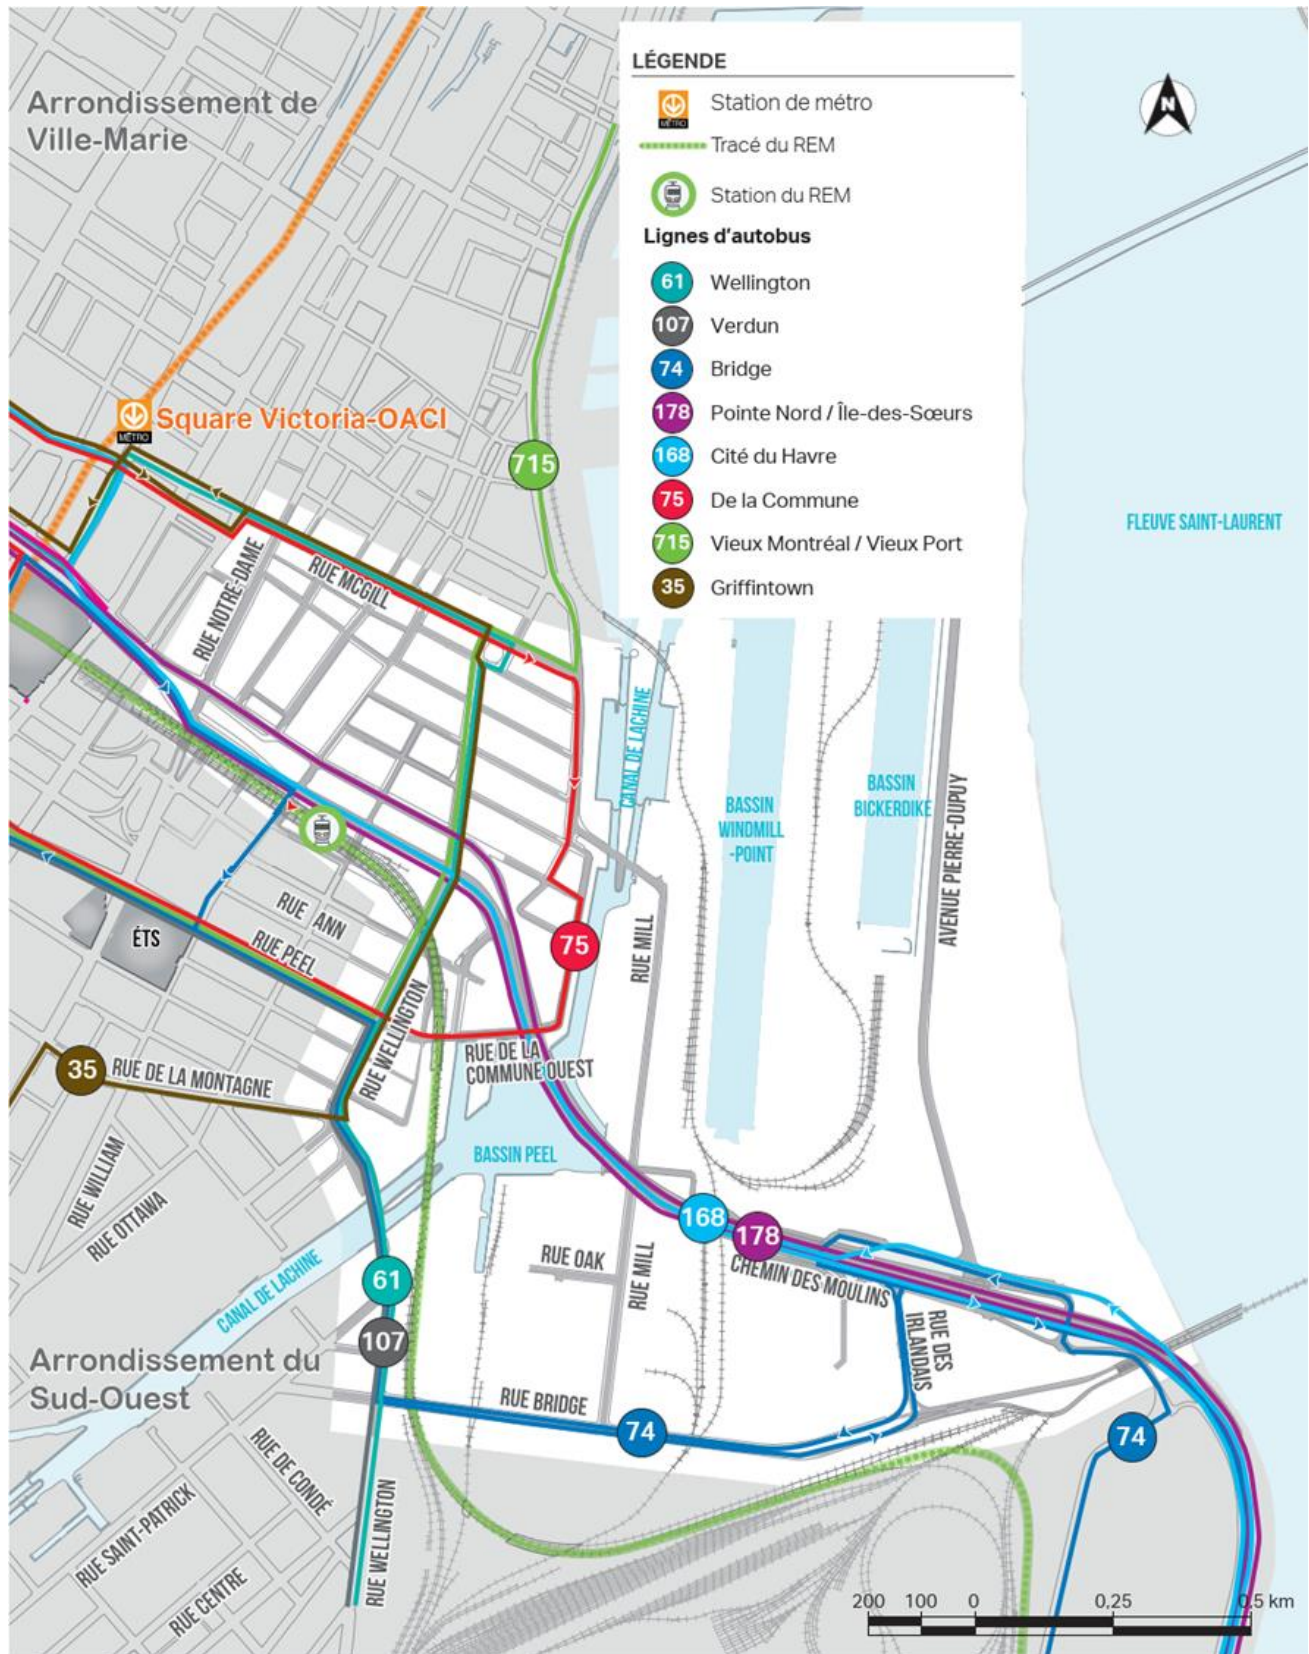 Arrondissement de
Ville-Marie
LÉGENDE
MÉTRO
Station de métro
Tracé du REM
Station du REM
Lignes d'autobus
61 Wellington
107 Verdun
74 Bridge
178 Pointe Nord / Île-des-Sœurs
168 Cité du Havre
75 De la Commune
715 Vieux Montréal / Vieux Port
35 Griffintown
N
MÉTRO
Square Victoria-OACI
715
FLEUVE SAINT-LAURENT
RUE NOTRE-DAME
RUE MCGILL
CANAL DE LACHINE
BASSIN
WINDMILL
-POINT
BASSIN
BICKERDIKE
AVENUE PIERRE-DUPUY
ÉTS
RUE ANN
RUE PEEL
75
RUE MILL
RUE WELLINGTON
RUE DE LA
COMMUNE OUEST
35
RUE DE LA MONTAGNE
BASSIN PEEL
RUE WILLIAM
RUE OTTAWA
168
178
RUE OAK
CHEMIN DES MOULINS
CANAL DE LACHINE
61
107
RUE MILL
RUE DES
IRLANDAIS
Arrondissement du
Sud-Ouest
RUE BRIDGE
74
74
RUE DE CONDÉ
RUE SAINT-PATRICK
RUE CENTRE
RUE WELLINGTON
200 100 0 0,25 0,5 km